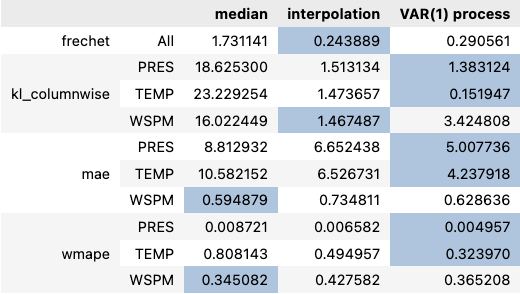 median interpolation VAR(1) process
frechet All 1.731141 0.243889 0.290561
PRES 18.625300 1.513134 1.383124
kl_columnwise TEMP 23.229254 1.473657 0.151947
WSPM 16.022449 1.467487 3.424808
PRES 8.812932 6.652438 5.007736
mae TEMP 10.582152 6.526731 4.237918
WSPM 0.594879 0.734811 0.628636
PRES 0.008721 0.006582 0.004957
wmape TEMP 0.808143 0.494957 0.323970
WSPM 0.345082 0.427582 0.365208